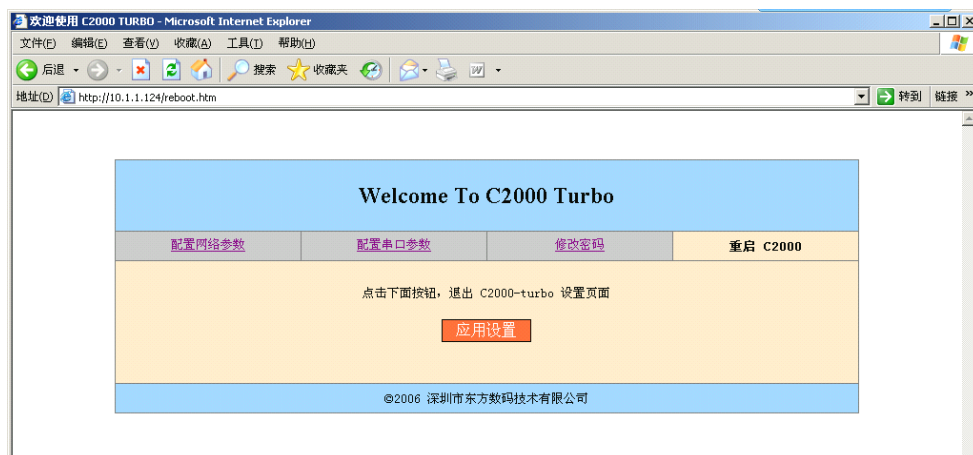 欢迎使用 C2000 TURBO - Microsoft Internet Explorer
文件(F) 编辑(E) 查看(V) 收藏(A) 工具(T) 帮助(H)
后退 搜索 收藏夹
地址(D) http://10.1.1.124/reboot.htm 转到 链接 »
Welcome To C2000 Turbo
配置网络参数 配置串口参数 修改密码 重启 C2000
点击下面按钮，退出 C2000-turbo 设置页面
应用设置
©2006 深圳市东方数码技术有限公司